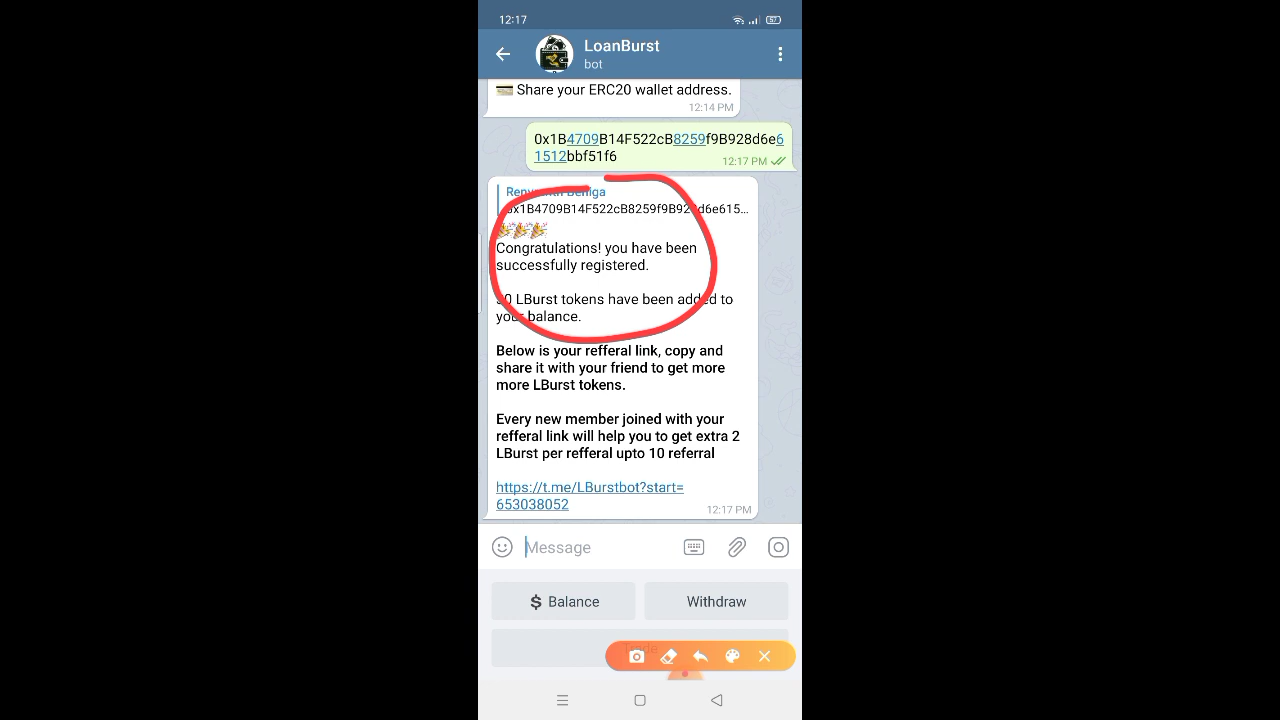 12:17
57
LoanBurst
bot
💳 Share your ERC20 wallet address.
12:14 PM
0x1B4709B14F522cB8259f9B928d6e6
1512bbf51f6
12:17 PM
0x1B4709B14F522cB8259f9B928d6e615...
🎉🎉🎉
Congratulations! you have been
successfully registered.
LBurst tokens have been added to
your balance.
Below is your refferal link, copy and
share it with your friend to get more
more LBurst tokens.
Every new member joined with your
refferal link will help you to get extra 2
LBurst per refferal upto 10 referral
https://t.me/LBurstbot?start=
653038052
12:17 PM
Message
$ Balance
Withdraw